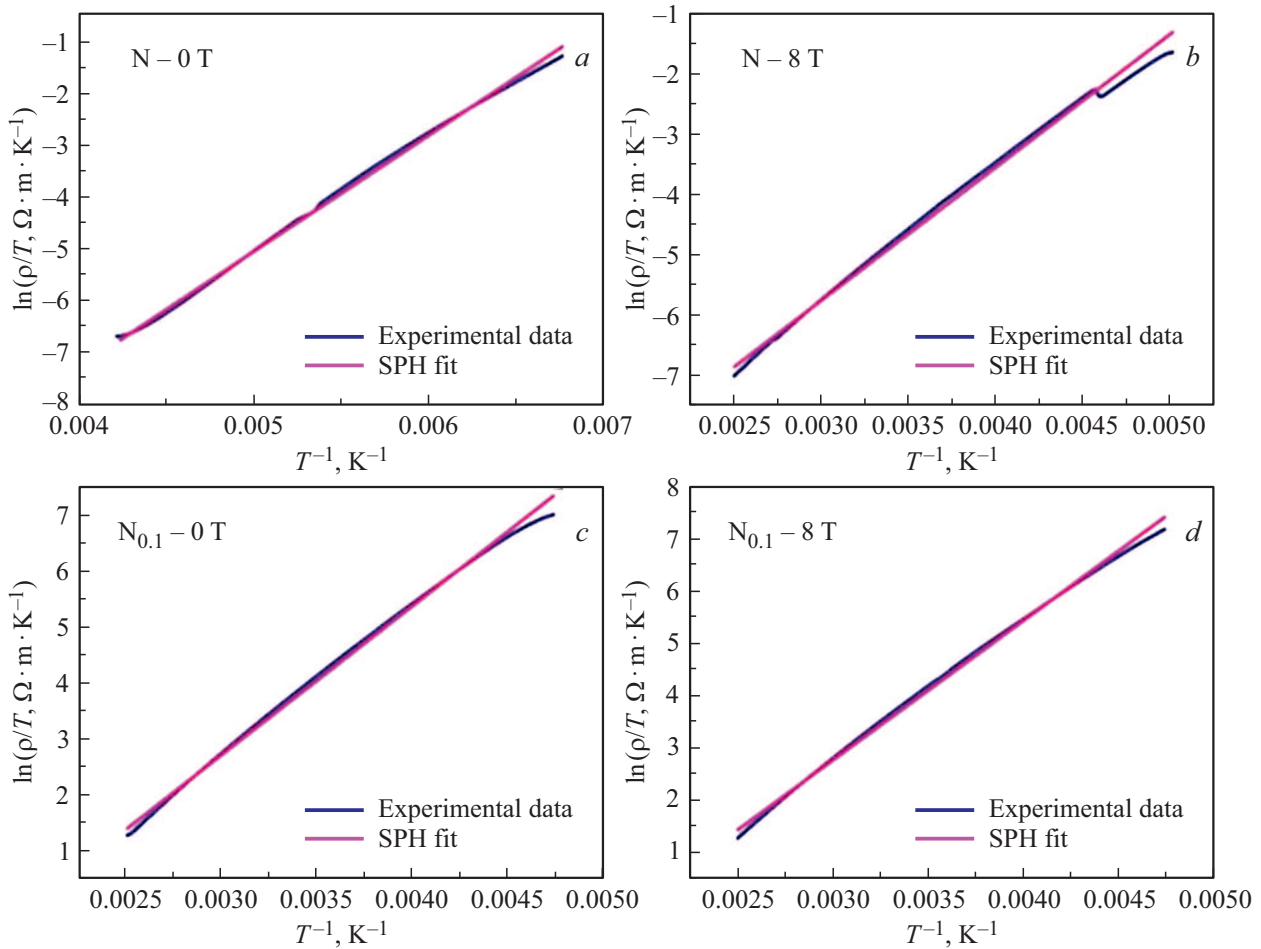 N – 0 T
a
–1
–2
–3
–4
–5
–6
–7
–8
ln(ρ/T, Ω · m · K⁻¹)
Experimental data
SPH fit
0.004 0.005 0.006 0.007
T⁻¹, K⁻¹
N – 8 T
b
0
–1
–2
–3
–4
–5
–6
–7
ln(ρ/T, Ω · m · K⁻¹)
Experimental data
SPH fit
0.0025 0.0030 0.0035 0.0040 0.0045 0.0050
T⁻¹, K⁻¹
N₀.₁ – 0 T
c
7
6
5
4
3
2
1
ln(ρ/T, Ω · m · K⁻¹)
Experimental data
SPH fit
0.0025 0.0030 0.0035 0.0040 0.0045 0.0050
T⁻¹, K⁻¹
N₀.₁ – 8 T
d
8
7
6
5
4
3
2
1
ln(ρ/T, Ω · m · K⁻¹)
Experimental data
SPH fit
0.0025 0.0030 0.0035 0.0040 0.0045 0.0050
T⁻¹, K⁻¹